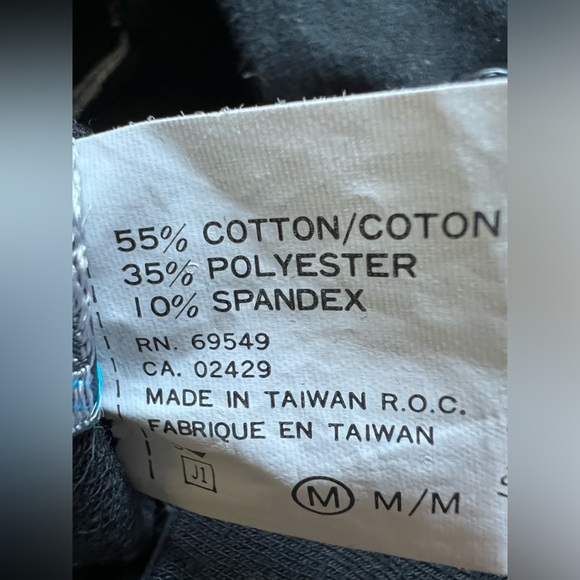 55% COTTON/COTON
35% POLYESTER
10% SPANDEX
RN. 69549
CA. 02429
MADE IN TAIWAN R.O.C.
FABRIQUE EN TAIWAN
J1
M M/M